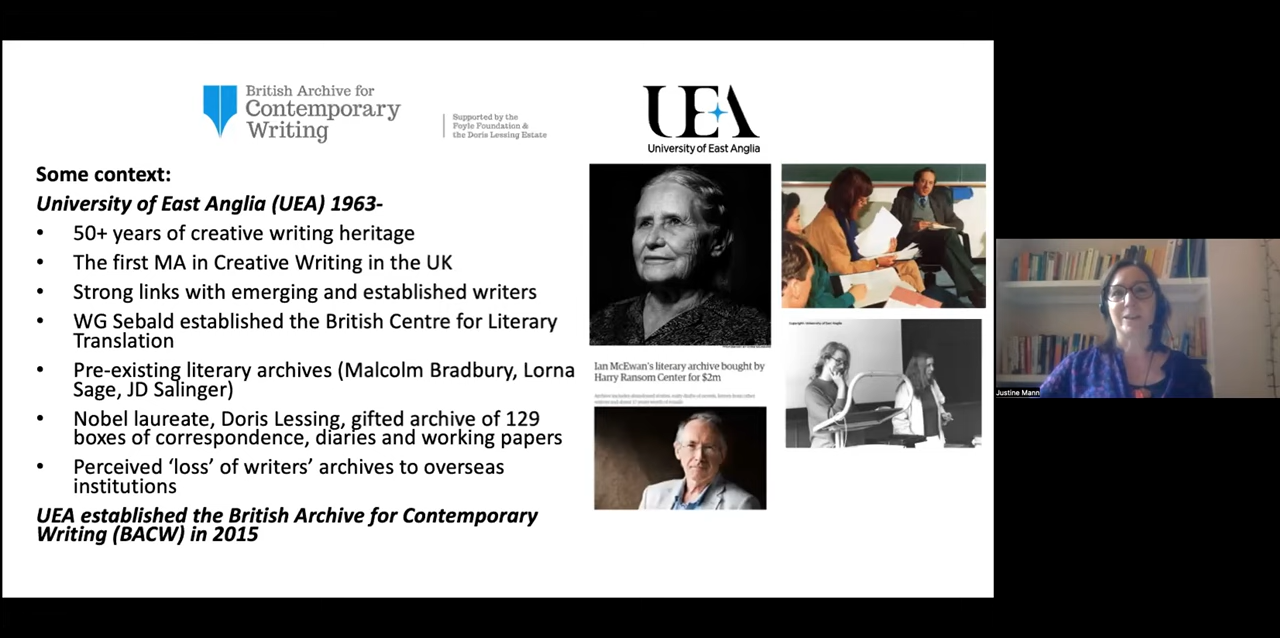 British Archive for
Contemporary
Writing
Supported by the
Foyle Foundation &
the Doris Lessing Estate
UEA
University of East Anglia
Some context:
University of East Anglia (UEA) 1963-
• 50+ years of creative writing heritage
• The first MA in Creative Writing in the UK
• Strong links with emerging and established writers
• WG Sebald established the British Centre for Literary
Translation
• Pre-existing literary archives (Malcolm Bradbury, Lorna
Sage, JD Salinger)
• Nobel laureate, Doris Lessing, gifted archive of 129
boxes of correspondence, diaries and working papers
• Perceived ‘loss’ of writers’ archives to overseas
institutions
UEA established the British Archive for Contemporary
Writing (BACW) in 2015
Ian McEwan's literary archive bought by
Harry Ransom Center for $2m
Justine Mann